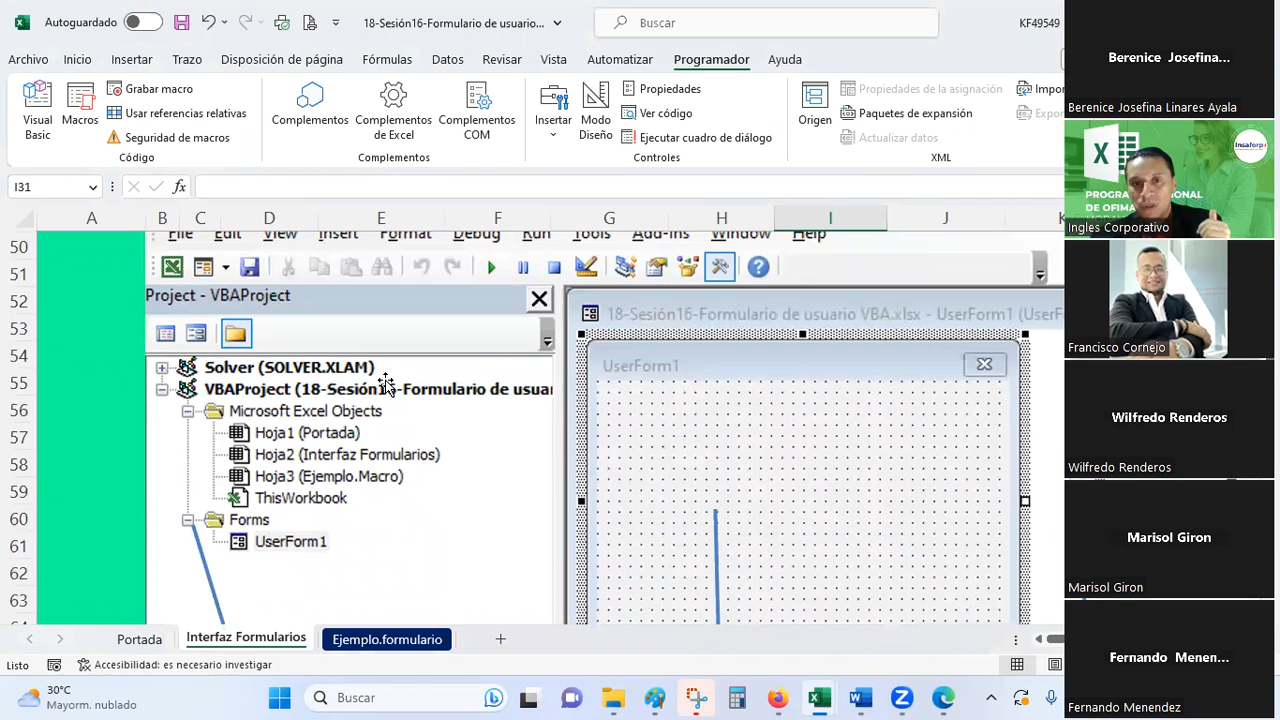 Autoguardado
18-Sesión16-Formulario de usuario...
Buscar
KF49549
Archivo Inicio Insertar Trazo Disposición de página Fórmulas Datos Revisar Vista Automatizar Programador Ayuda
Visual Basic
Macros
Grabar macro
Usar referencias relativas
Seguridad de macros
Código
Complementos
Complementos de Excel
Complementos COM
Complementos
Insertar
Modo Diseño
Propiedades
Ver código
Ejecutar cuadro de diálogo
Controles
Origen
Propiedades de la asignación
Paquetes de expansión
Actualizar datos
Impor
Expor
XML
I31
fx
A B C D E F G H I J K
50
51
52
53
54
55
56
57
58
59
60
61
62
63
File Edit View Insert Format Debug Run Tools Add-Ins Window Help
Project - VBAProject
Solver (SOLVER.XLAM)
VBAProject (18-Sesión16-Formulario de usuar
Microsoft Excel Objects
Hoja1 (Portada)
Hoja2 (Interfaz Formularios)
Hoja3 (Ejemplo.Macro)
ThisWorkbook
Forms
UserForm1
18-Sesión16-Formulario de usuario VBA.xlsx - UserForm1 (UserF
UserForm1
Portada Interfaz Formularios Ejemplo.formulario
Listo
Accesibilidad: es necesario investigar
30°C
Mayorm. nublado
Buscar
Berenice Josefina...
Berenice Josefina Linares Ayala
Insaforp
DE OFIMA
Ingles Corporativo
Francisco Cornejo
Wilfredo Renderos
Wilfredo Renderos
Marisol Giron
Marisol Giron
Fernando Menen...
Fernando Menendez